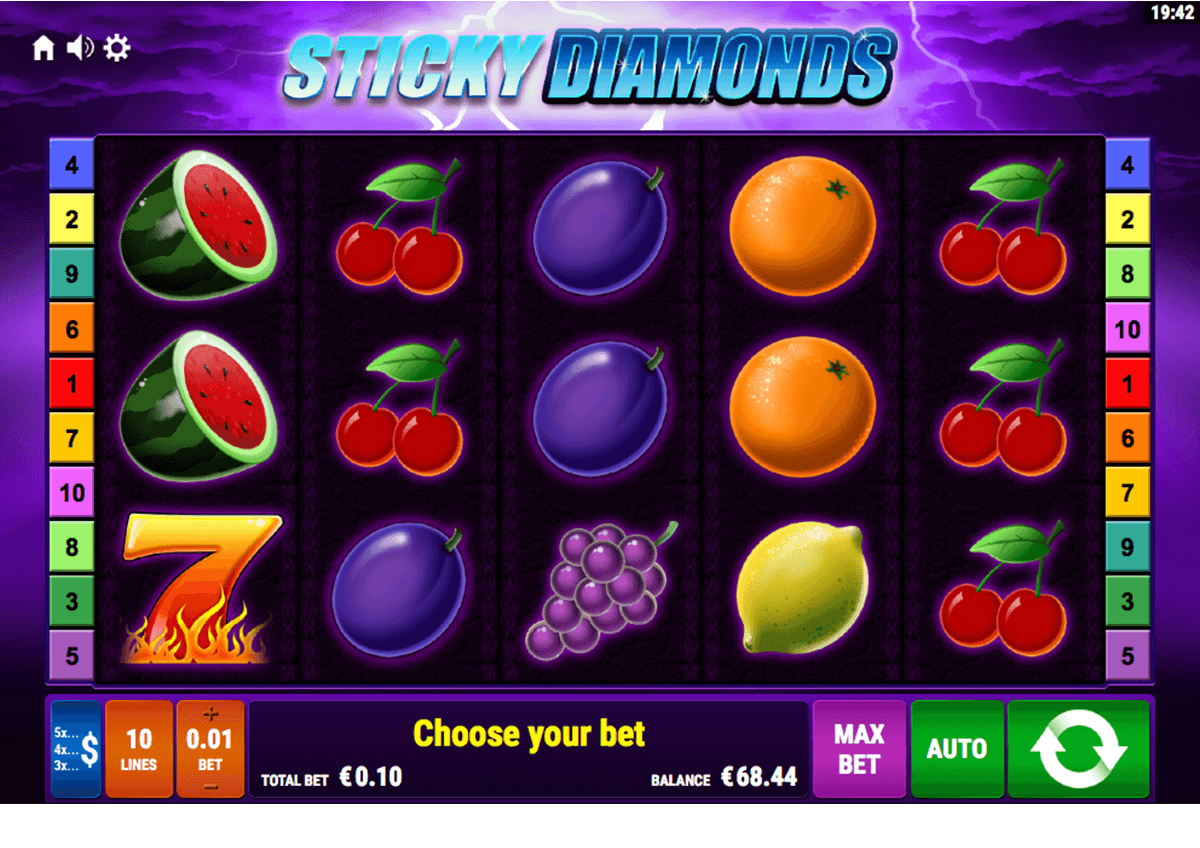 19:42
STICKY DIAMONDS
4 4
2 2
9 8
6 10
1 1
7 6
10 7
8 9
3 3
5 5
7
5x...
4x...
3x...
$
10
LINES
+
0.01
BET
−
Choose your bet
TOTAL BET €0.10 BALANCE €68.44
MAX
BET
AUTO